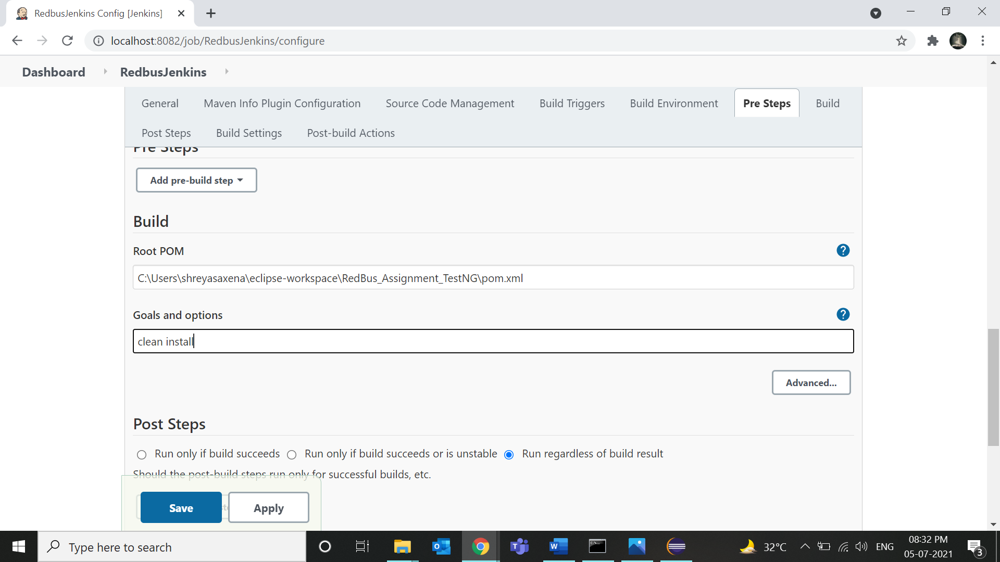 RedbusJenkins Config [Jenkins]
localhost:8082/job/RedbusJenkins/configure
Dashboard RedbusJenkins
General Maven Info Plugin Configuration Source Code Management Build Triggers Build Environment Pre Steps Build
Post Steps Build Settings Post-build Actions
Pre Steps
Add pre-build step
Build
Root POM
C:\Users\shreyasaxena\eclipse-workspace\RedBus_Assignment_TestNG\pom.xml
Goals and options
clean install
Advanced...
Post Steps
Run only if build succeeds Run only if build succeeds or is unstable Run regardless of build result
Should the post-build steps run only for successful builds, etc.
Save Apply
Type here to search
32°C ENG
08:32 PM
05-07-2021
3